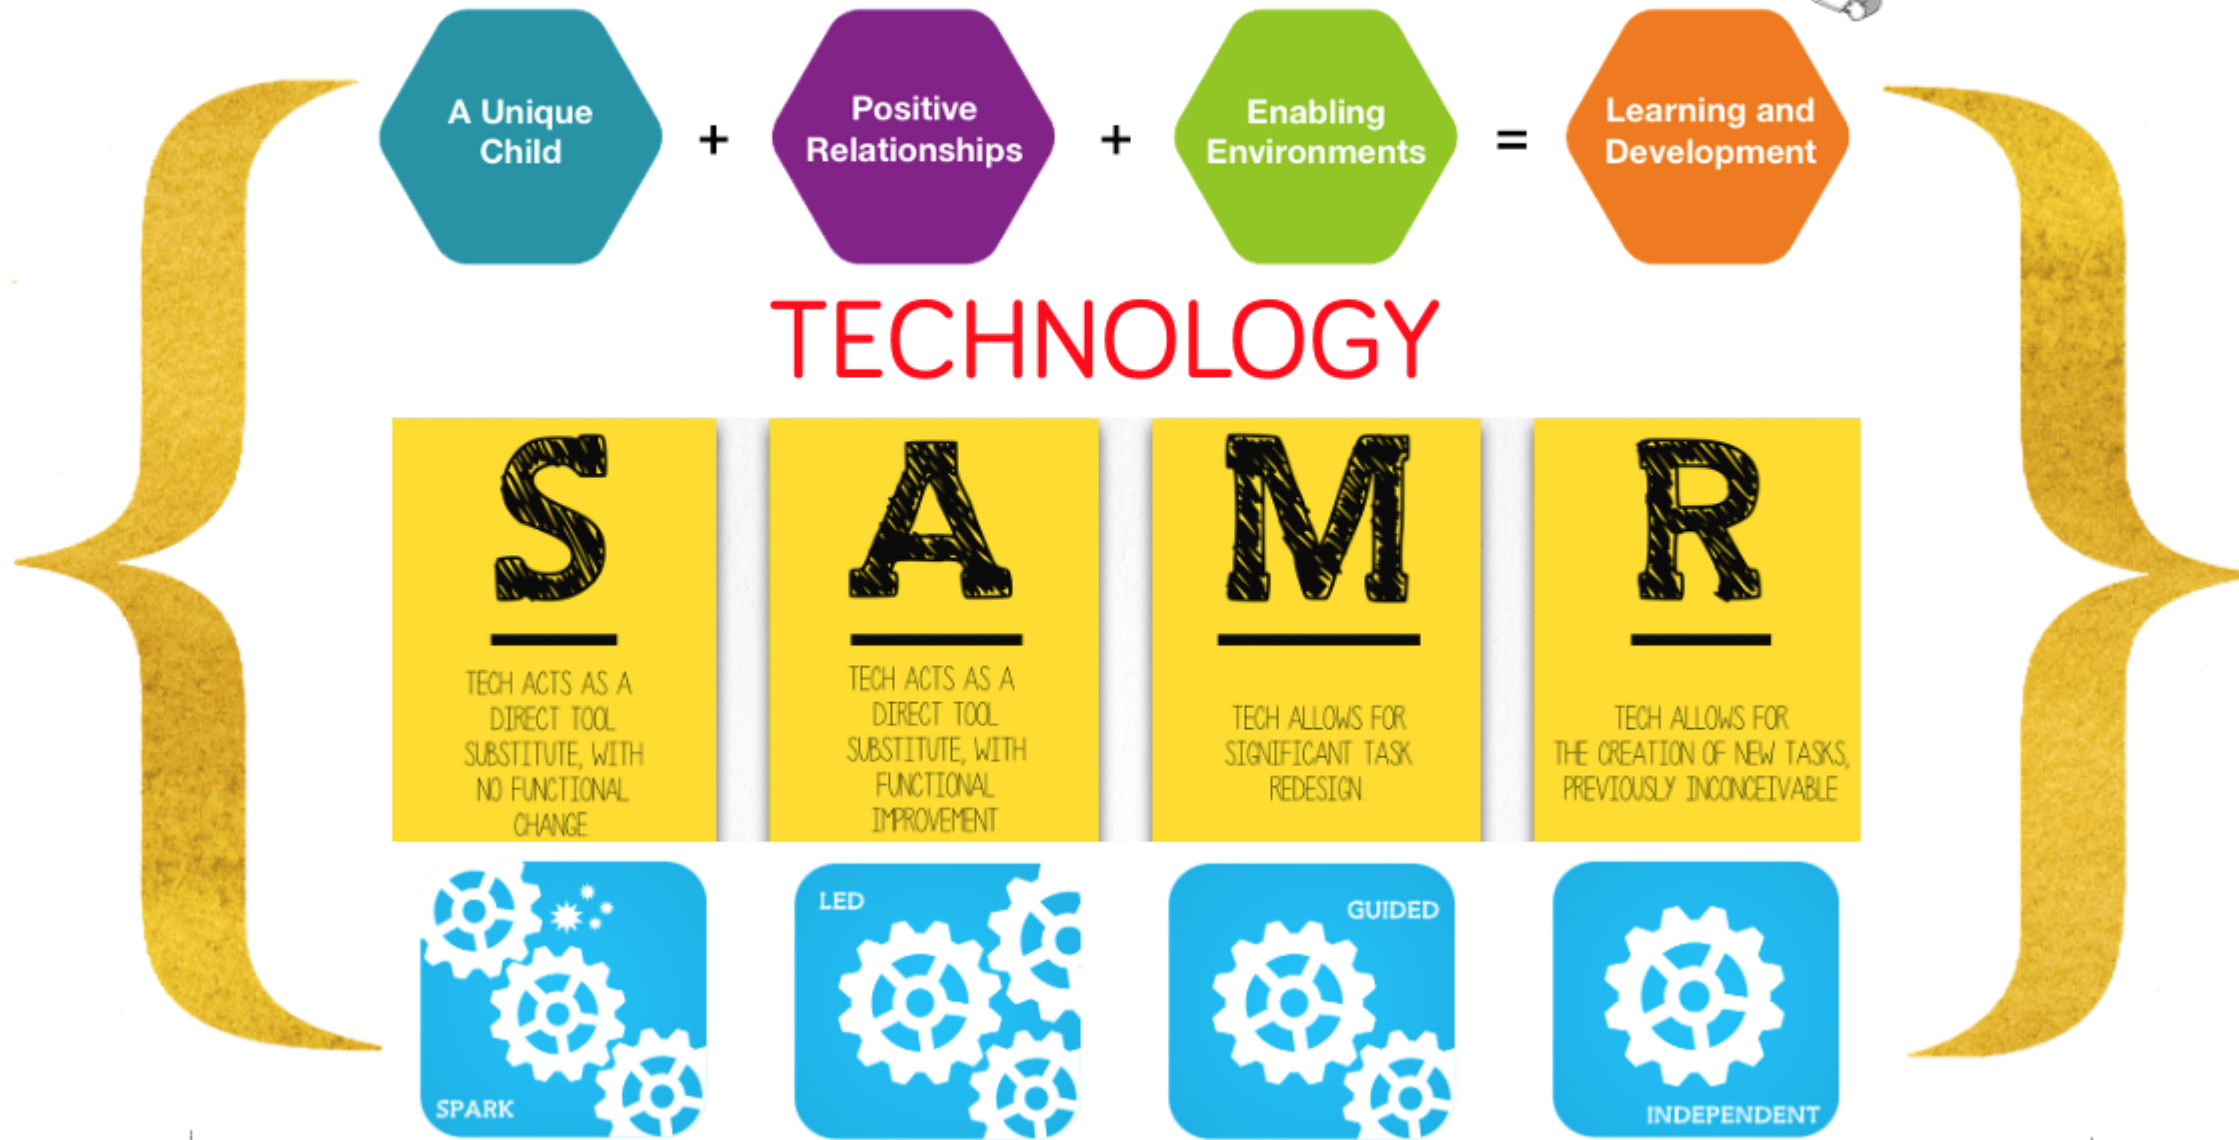 A Unique
Child
+
Positive
Relationships
+
Enabling
Environments
=
Learning and
Development
TECHNOLOGY
S
TECH ACTS AS A
DIRECT TOOL
SUBSTITUTE, WITH
NO FUNCTIONAL
CHANGE.
A
TECH ACTS AS A
DIRECT TOOL
SUBSTITUTE, WITH
FUNCTIONAL
IMPROVEMENT
M
TECH ALLOWS FOR
SIGNIFICANT TASK
REDESIGN.
R
TECH ALLOWS FOR
THE CREATION OF NEW TASKS,
PREVIOUSLY INCONCEIVABLE
SPARK
LED
GUIDED
INDEPENDENT